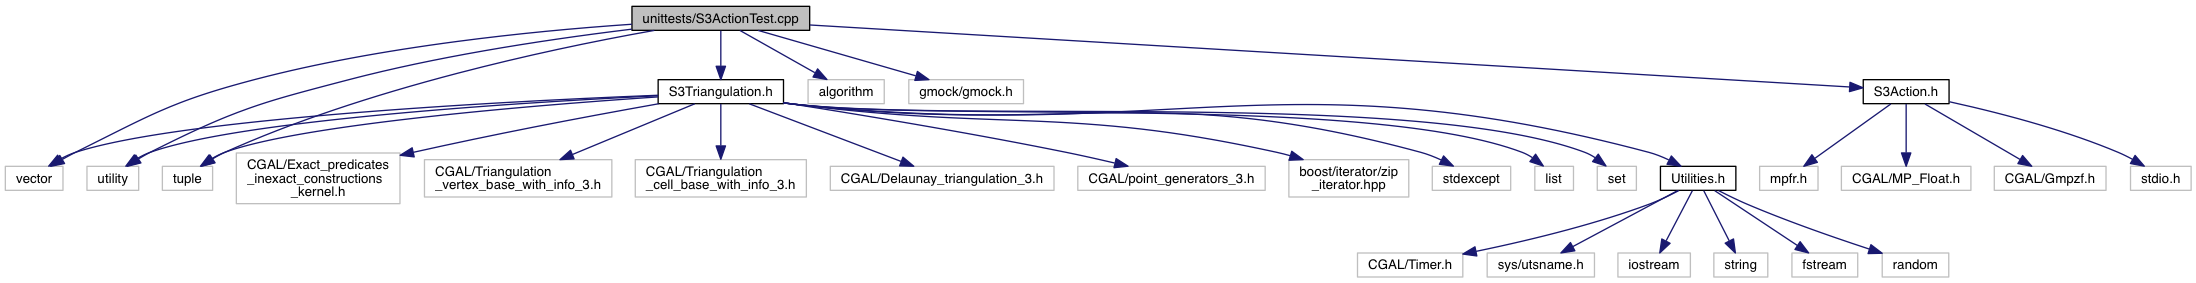 unittests/S3ActionTest.cpp
S3Triangulation.h
algorithm
gmock/gmock.h
S3Action.h
vector
utility
tuple
CGAL/Exact_predicates
_inexact_constructions
_kernel.h
CGAL/Triangulation
_vertex_base_with_info_3.h
CGAL/Triangulation
_cell_base_with_info_3.h
CGAL/Delaunay_triangulation_3.h
CGAL/point_generators_3.h
boost/iterator/zip
_iterator.hpp
stdexcept
list
set
Utilities.h
mpfr.h
CGAL/MP_Float.h
CGAL/Gmpzf.h
stdio.h
CGAL/Timer.h
sys/utsname.h
iostream
string
fstream
random